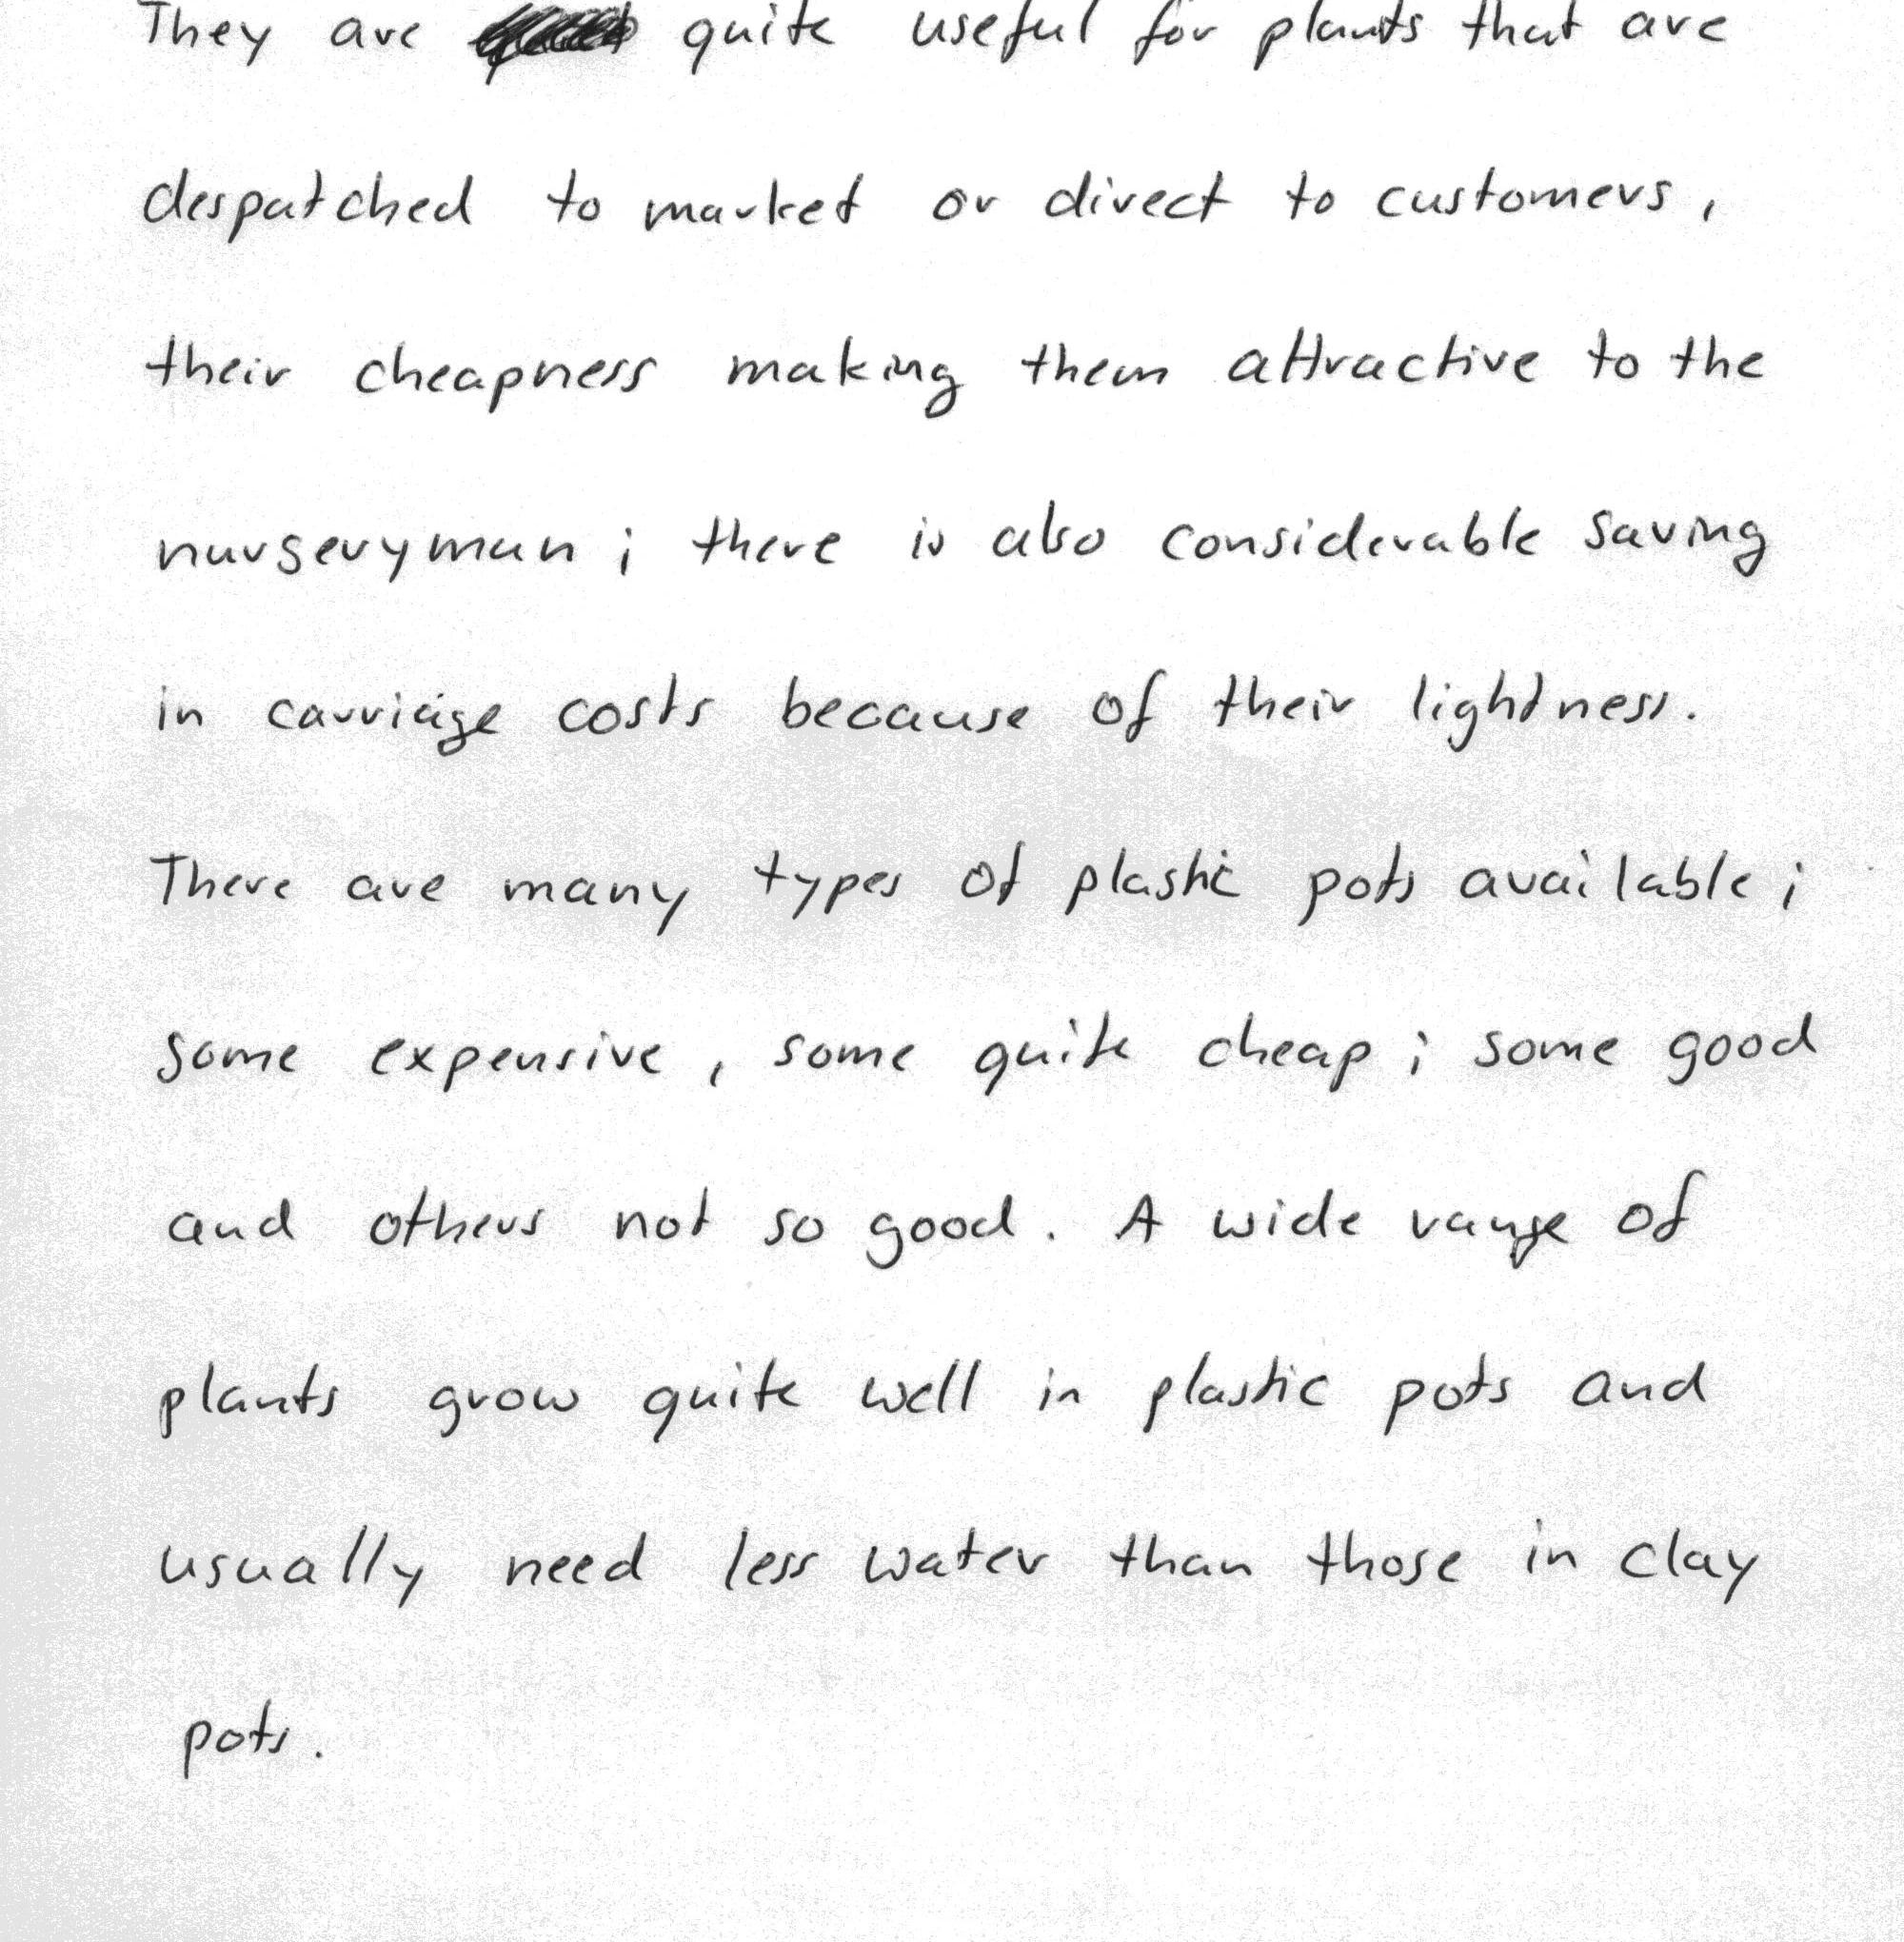 They are quite useful for plants that are
despatched to market or direct to customers,
their cheapness making them attractive to the
nurseryman; there is also considerable saving
in carriage costs because of their lightness.
There are many types of plastic pots available;
some expensive, some quite cheap; some good
and others not so good. A wide range of
plants grow quite well in plastic pots and
usually need less water than those in clay
pots.